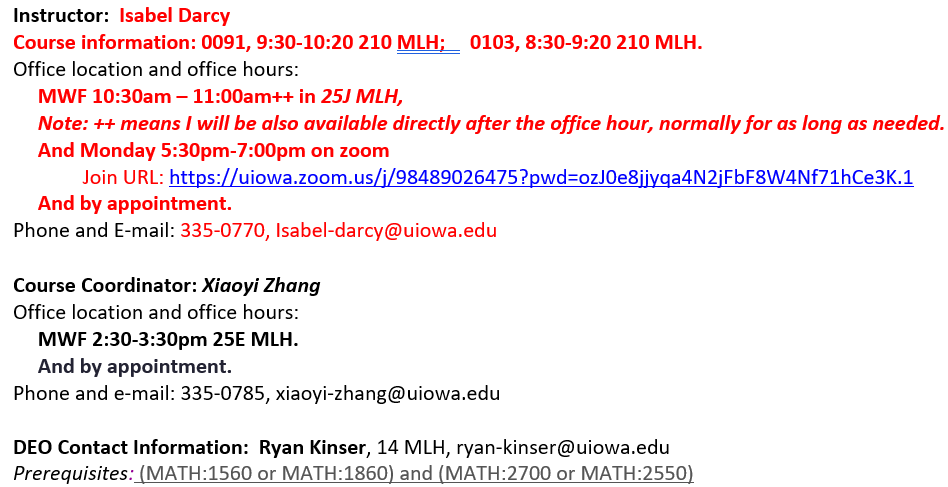 Instructor: Isabel Darcy
Course information: 0091, 9:30-10:20 210 MLH; 0103, 8:30-9:20 210 MLH.
Office location and office hours:
MWF 10:30am – 11:00am++ in 25J MLH,
Note: ++ means I will be also available directly after the office hour, normally for as long as needed.
And Monday 5:30pm-7:00pm on zoom
Join URL: https://uiowa.zoom.us/j/98489026475?pwd=ozJ0e8jjyqa4N2jFbF8W4Nf71hCe3K.1
And by appointment.
Phone and E-mail: 335-0770, Isabel-darcy@uiowa.edu
Course Coordinator: Xiaoyi Zhang
Office location and office hours:
MWF 2:30-3:30pm 25E MLH.
And by appointment.
Phone and e-mail: 335-0785, xiaoyi-zhang@uiowa.edu
DEO Contact Information: Ryan Kinser, 14 MLH, ryan-kinser@uiowa.edu
Prerequisites: (MATH:1560 or MATH:1860) and (MATH:2700 or MATH:2550)